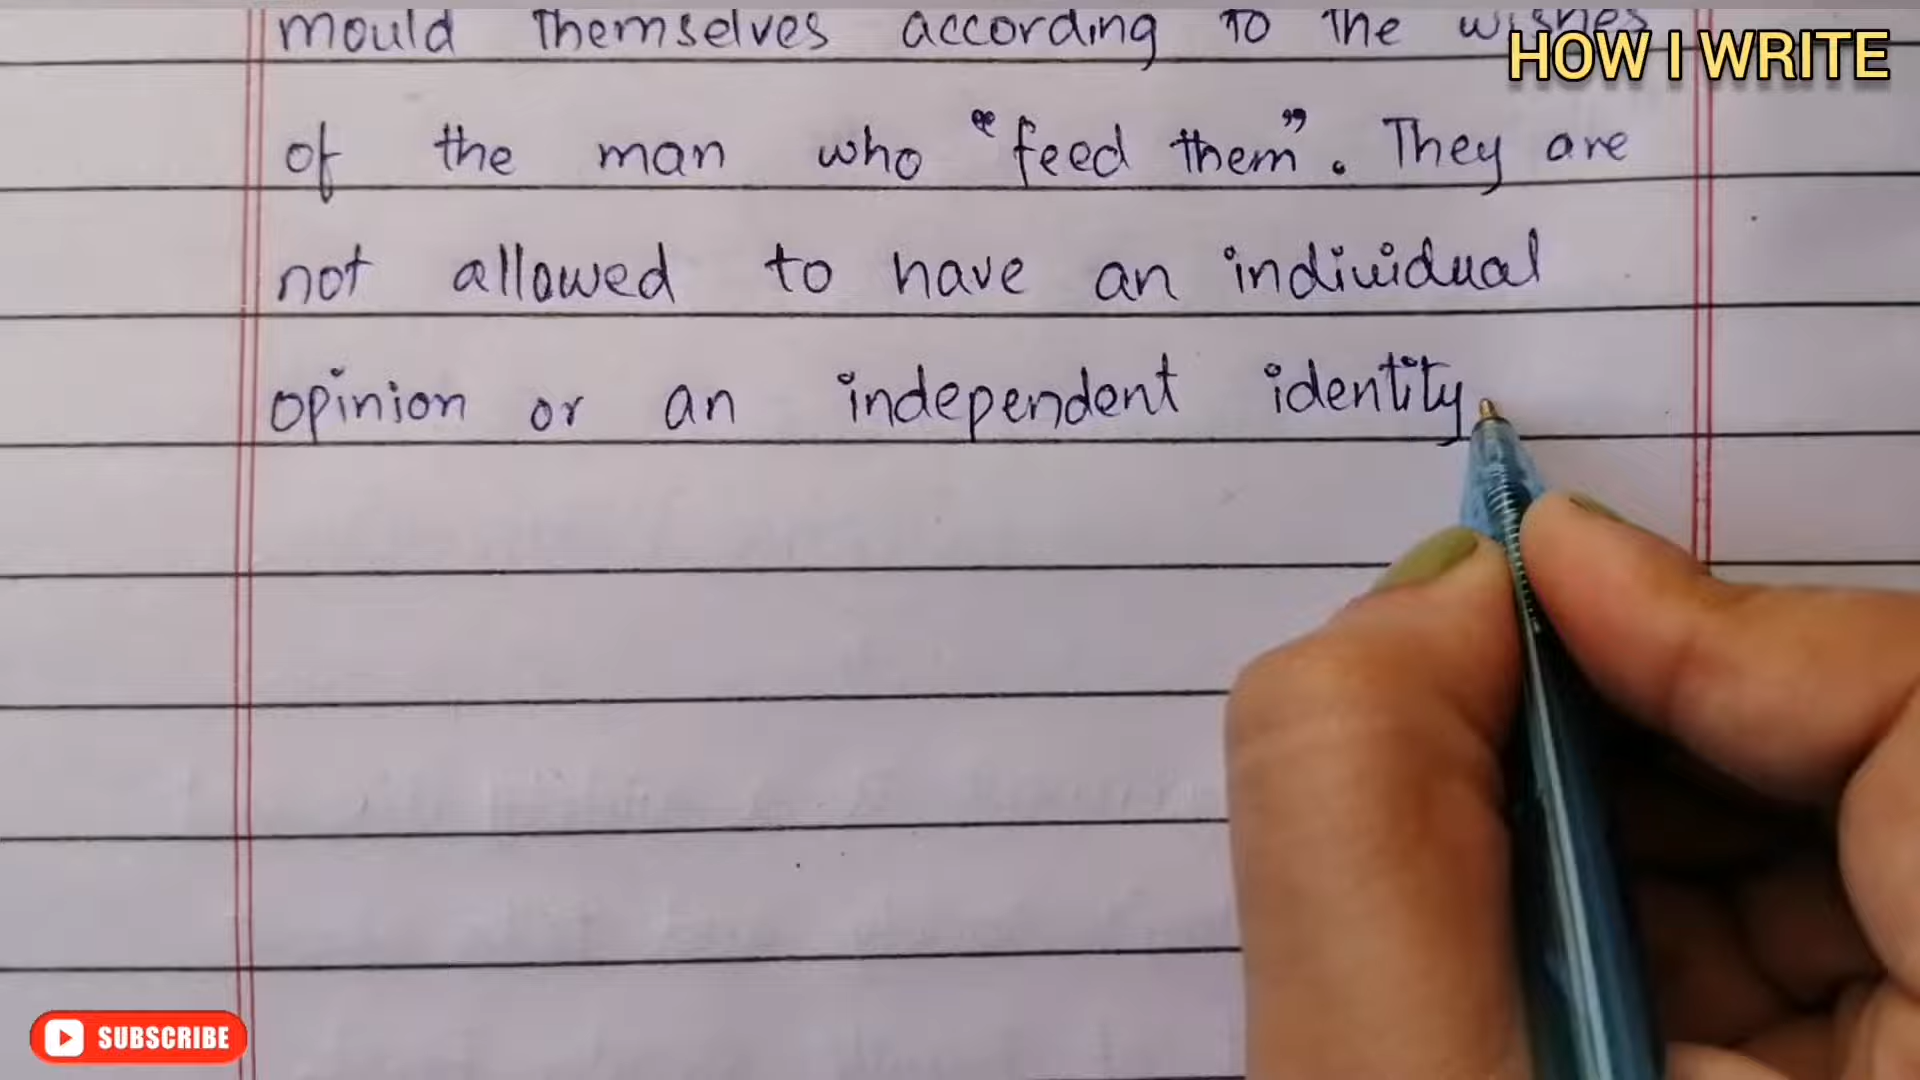 mould themselves according to the wishes
HOW I WRITE
of the man who "feed them". They are
not allowed to have an individual
opinion or an independent identity
SUBSCRIBE